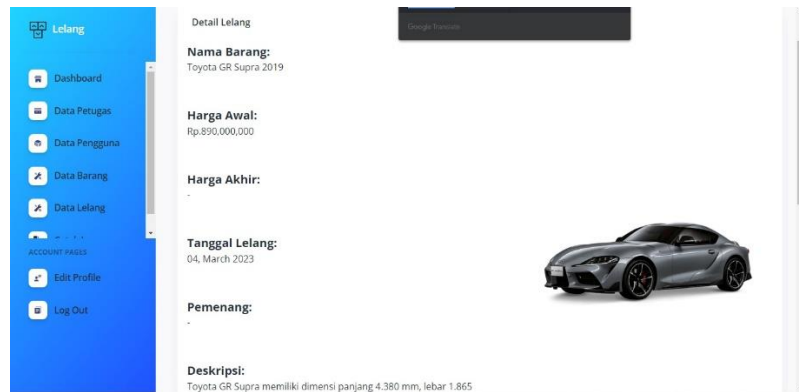 Lelang
Dashboard
Data Petugas
Data Pengguna
Data Barang
Data Lelang
ACCOUNT PAGES
Edit Profile
Log Out
Detail Lelang
Google Translate
Nama Barang:
Toyota GR Supra 2019
Harga Awal:
Rp.890,000,000
Harga Akhir:
-
Tanggal Lelang:
04, March 2023
Pemenang:
-
Deskripsi:
Toyota GR Supra memiliki dimensi panjang 4.380 mm, lebar 1.865